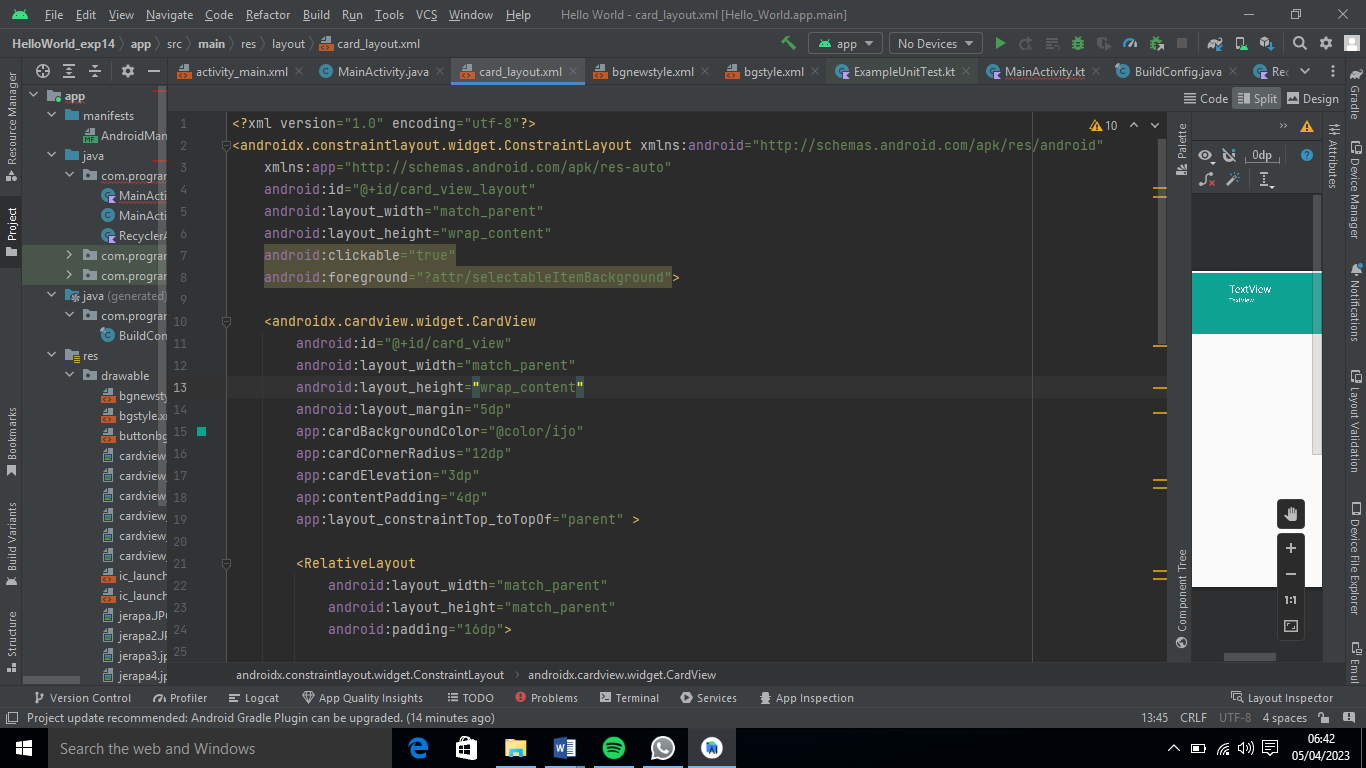 File Edit View Navigate Code Refactor Build Run Tools VCS Window Help Hello World - card_layout.xml [Hello_World.app.main]
HelloWorld_exp14 app src main res layout card_layout.xml app No Devices
activity_main.xml MainActivity.java card_layout.xml bgnewstyle.xml bgstyle.xml ExampleUnitTest.kt MainActivity.kt BuildConfig.java Rec
Code Split Design
Resource Manager
Project
Bookmarks
Build Variants
Structure
app
manifests
AndroidMan
java
com.program
MainActi
MainActi
RecyclerA
com.program
com.program
java (generated)
com.program
BuildCon
res
drawable
bgnewsty
bgstyle.xm
buttonbg
cardview_
cardview_
cardview_
cardview_
cardview_
cardview_
ic_launch
ic_launch
jerapa.JPG
jerapa2.JP
jerapa3.jp
jerapa4.jp
10
1 <?xml version="1.0" encoding="utf-8"?>
2 <androidx.constraintlayout.widget.ConstraintLayout xmlns:android="http://schemas.android.com/apk/res/android"
3 xmlns:app="http://schemas.android.com/apk/res-auto"
4 android:id="@+id/card_view_layout"
5 android:layout_width="match_parent"
6 android:layout_height="wrap_content"
7 android:clickable="true"
8 android:foreground="?attr/selectableItemBackground">
9
10 <androidx.cardview.widget.CardView
11 android:id="@+id/card_view"
12 android:layout_width="match_parent"
13 android:layout_height="wrap_content"
14 android:layout_margin="5dp"
15 app:cardBackgroundColor="@color/ijo"
16 app:cardCornerRadius="12dp"
17 app:cardElevation="3dp"
18 app:contentPadding="4dp"
19 app:layout_constraintTop_toTopOf="parent" >
20
21 <RelativeLayout
22 android:layout_width="match_parent"
23 android:layout_height="match_parent"
24 android:padding="16dp">
25
Palette
Component Tree
0dp
TextView
TextView
1:1
Attributes
Gradle
Device Manager
Notifications
Layout Validation
Device File Explorer
Emul
androidx.constraintlayout.widget.ConstraintLayout androidx.cardview.widget.CardView
Version Control Profiler Logcat App Quality Insights TODO Problems Terminal Services App Inspection Layout Inspector
Project update recommended: Android Gradle Plugin can be upgraded. (14 minutes ago) 13:45 CRLF UTF-8 4 spaces
Search the web and Windows
06:42
05/04/2023